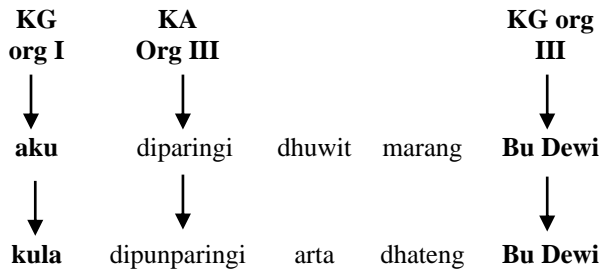 KG KA KG org
org I Org III III
aku diparingi dhuwit marang Bu Dewi
kula dipunparingi arta dhateng Bu Dewi